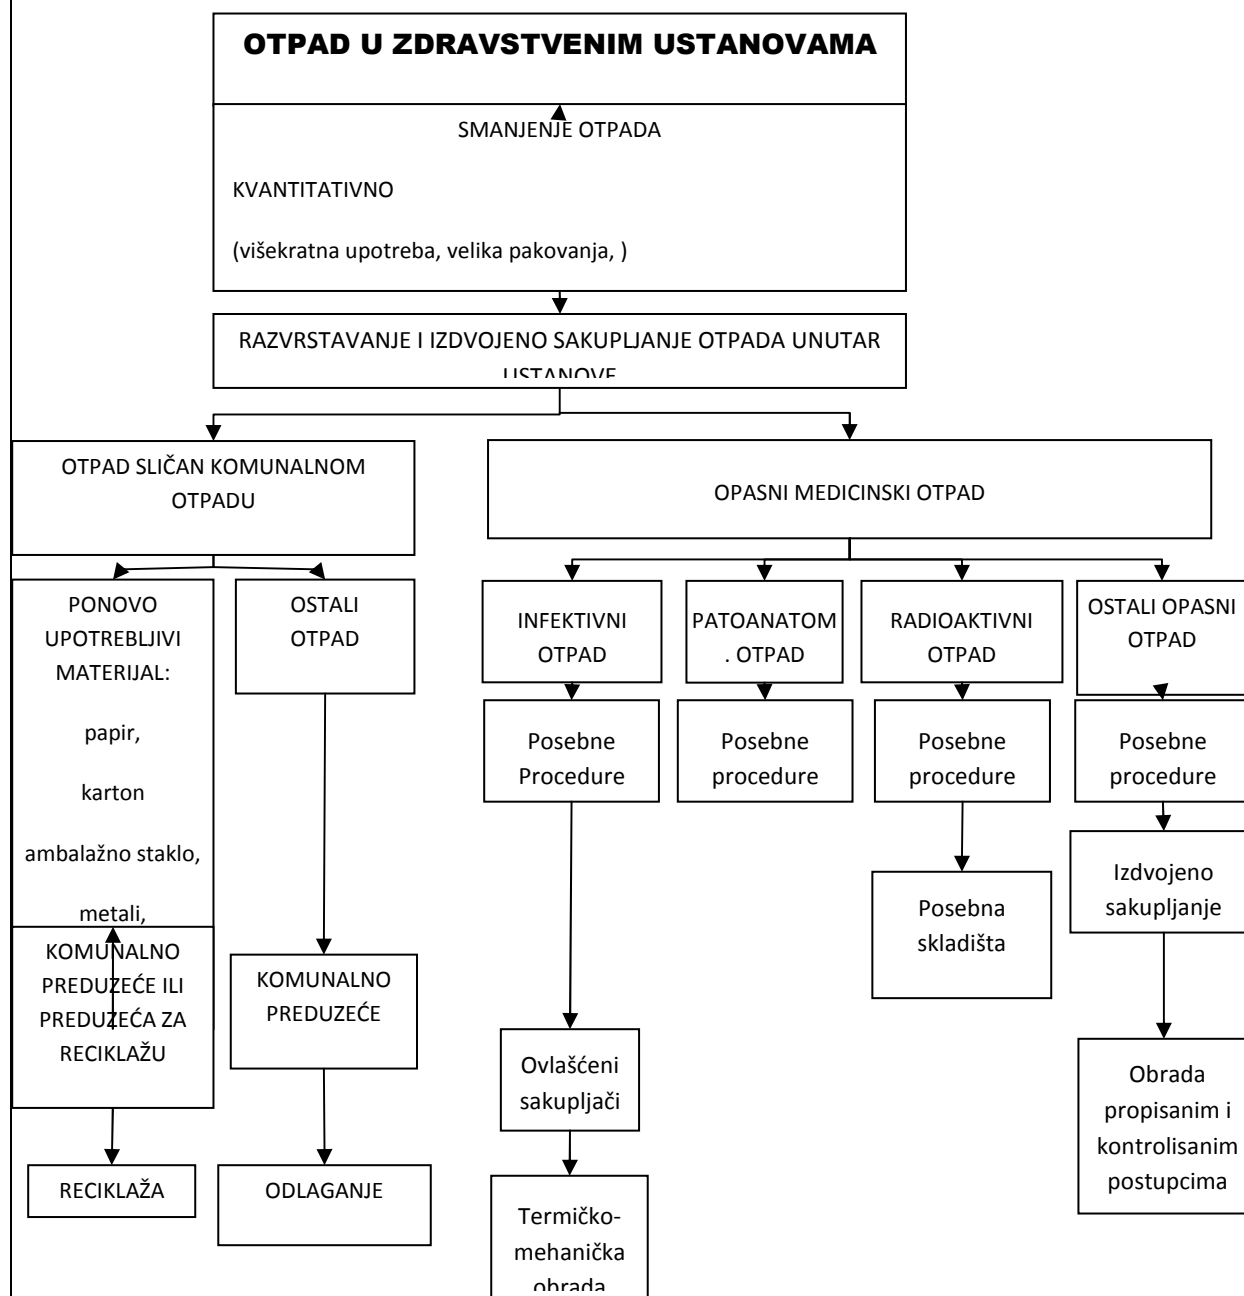 OTPAD U ZDRAVSTVENIM USTANOVAMA
SMANJENJE OTPADA
KVANTITATIVNO
(višekratna upotreba, velika pakovanja, )
RAZVRSTAVANJE I IZDVOJENO SAKUPLJANJE OTPADA UNUTAR
USTANOVE
OTPAD SLIČAN KOMUNALNOM
OTPADU
OPASNI MEDICINSKI OTPAD
PONOVO
UPOTREBLJIVI
MATERIJAL:
papir,
karton
ambalažno staklo,
metali,
OSTALI
OTPAD
INFEKTIVNI
OTPAD
PATOANATOM
. OTPAD
RADIOAKTIVNI
OTPAD
OSTALI OPASNI
OTPAD
Posebne
Procedure
Posebne
procedure
Posebne
procedure
Posebne
procedure
Izdvojeno
sakupljanje
Posebna
skladišta
KOMUNALNO
PREDUZEĆE ILI
PREDUZEĆA ZA
RECIKLAŽU
KOMUNALNO
PREDUZEĆE
Ovlašćeni
sakupljači
Obrada
propisanim i
kontrolisanim
postupcima
RECIKLAŽA
ODLAGANJE
Termičko-
mehanička
obrada